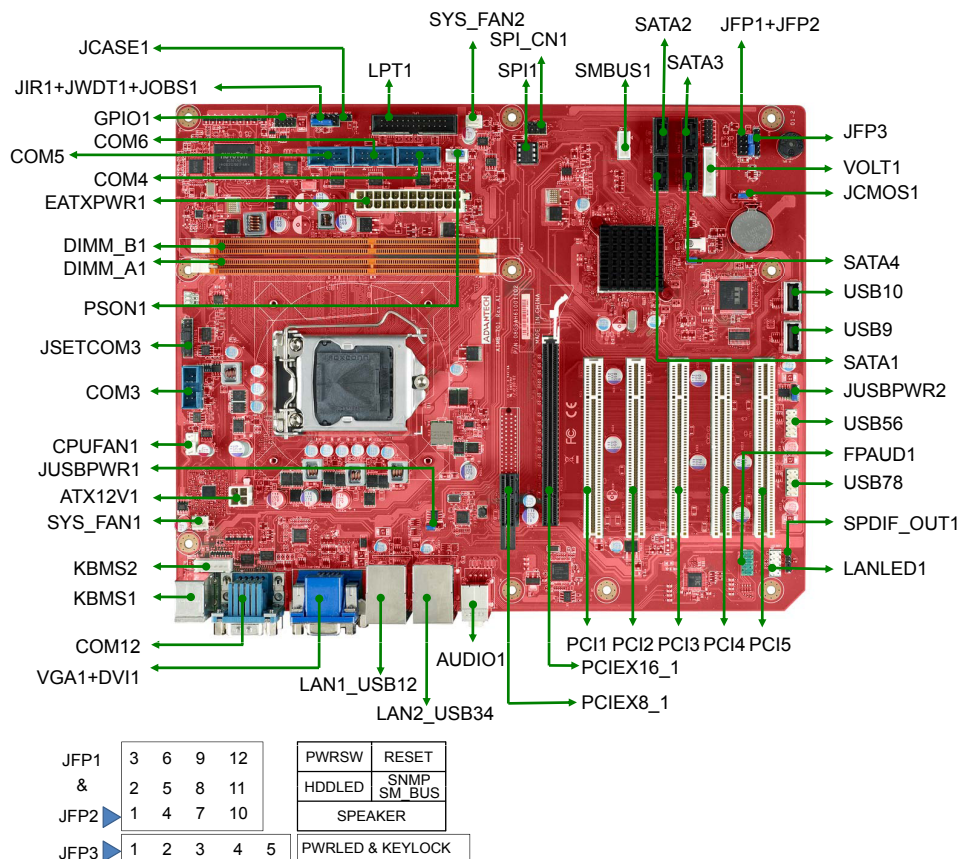 SYS_FAN2
SATA2
JFP1+JFP2
JCASE1
SPI_CN1
LPT1
SPI1
SMBUS1
SATA3
JIR1+JWDT1+JOBS1
GPIO1
JFP3
COM6
COM5
VOLT1
COM4
JCMOS1
EATXPWR1
DIMM_B1
DIMM_A1
SATA4
USB10
PSON1
USB9
JSETCOM3
SATA1
COM3
JUSBPWR2
USB56
CPUFAN1
FPAUD1
JUSBPWR1
USB78
ATX12V1
SYS_FAN1
SPDIF_OUT1
KBMS2
LANLED1
KBMS1
COM12
PCI1 PCI2 PCI3 PCI4 PCI5
AUDIO1
PCIEX16_1
VGA1+DVI1
LAN1_USB12
PCIEX8_1
LAN2_USB34
ADVANTECH
FC CE
JFP1 3 6 9 12 PWRSW RESET
& 2 5 8 11 HDDLED SNMP SM_BUS
JFP2 1 4 7 10 SPEAKER
JFP3 1 2 3 4 5 PWRLED & KEYLOCK